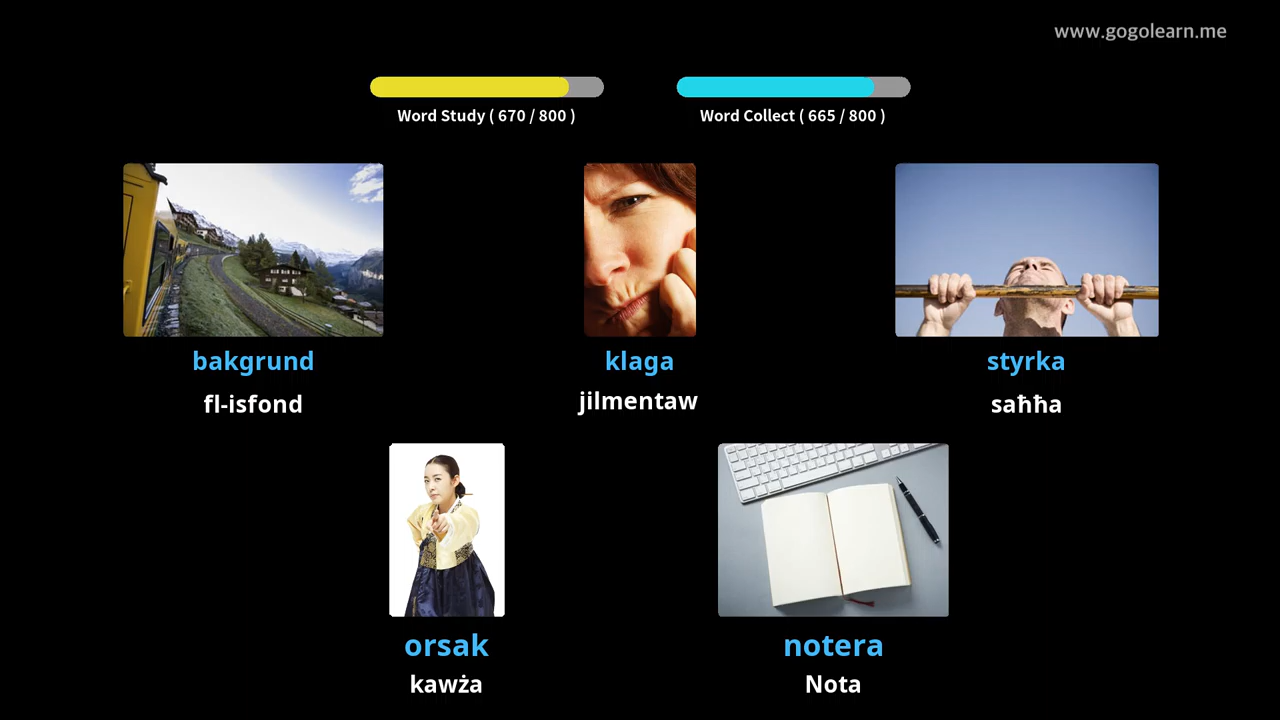 www.gogolearn.me
Word Study ( 670 / 800 )
Word Collect ( 665 / 800 )
bakgrund
fl-isfond
klaga
jilmentaw
styrka
saħħa
orsak
kawża
notera
Nota